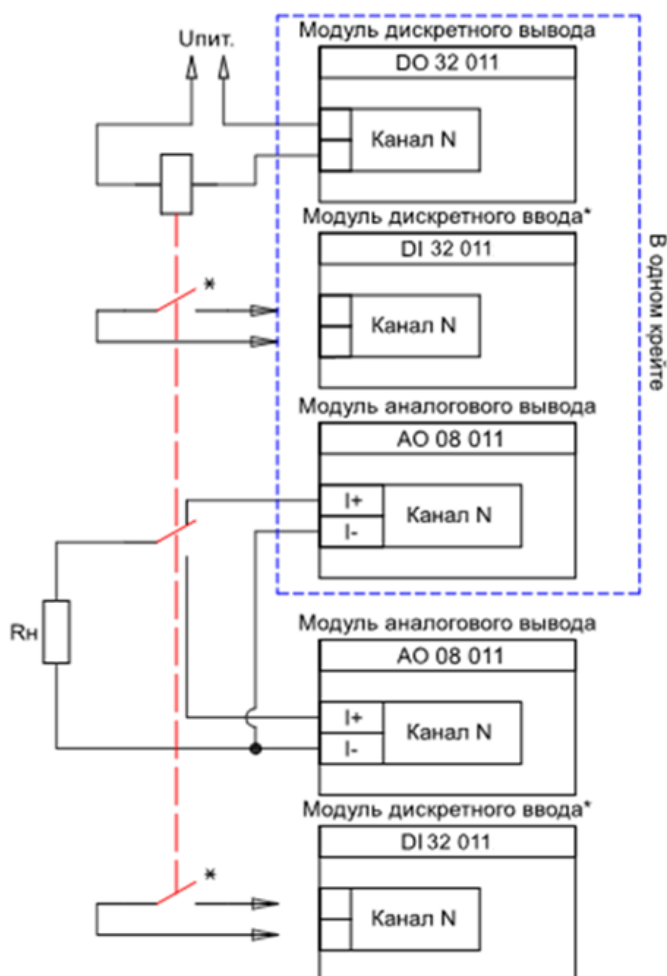 Uпит.
Модуль дискретного вывода
DO 32 011
Канал N
Модуль дискретного ввода*
DI 32 011
Канал N
*
В одном крейте
Модуль аналогового вывода
AO 08 011
I+
I-
Канал N
Rн
Модуль аналогового вывода
AO 08 011
I+
I-
Канал N
Модуль дискретного ввода*
DI 32 011
Канал N
*